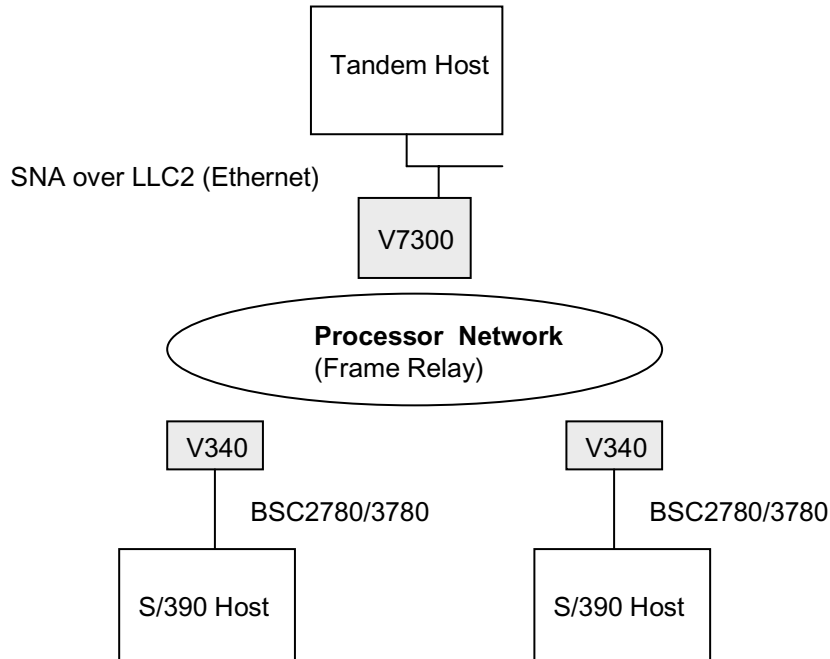 Tandem Host
SNA over LLC2 (Ethernet)
V7300
Processor Network
(Frame Relay)
V340
V340
BSC2780/3780
BSC2780/3780
S/390 Host
S/390 Host